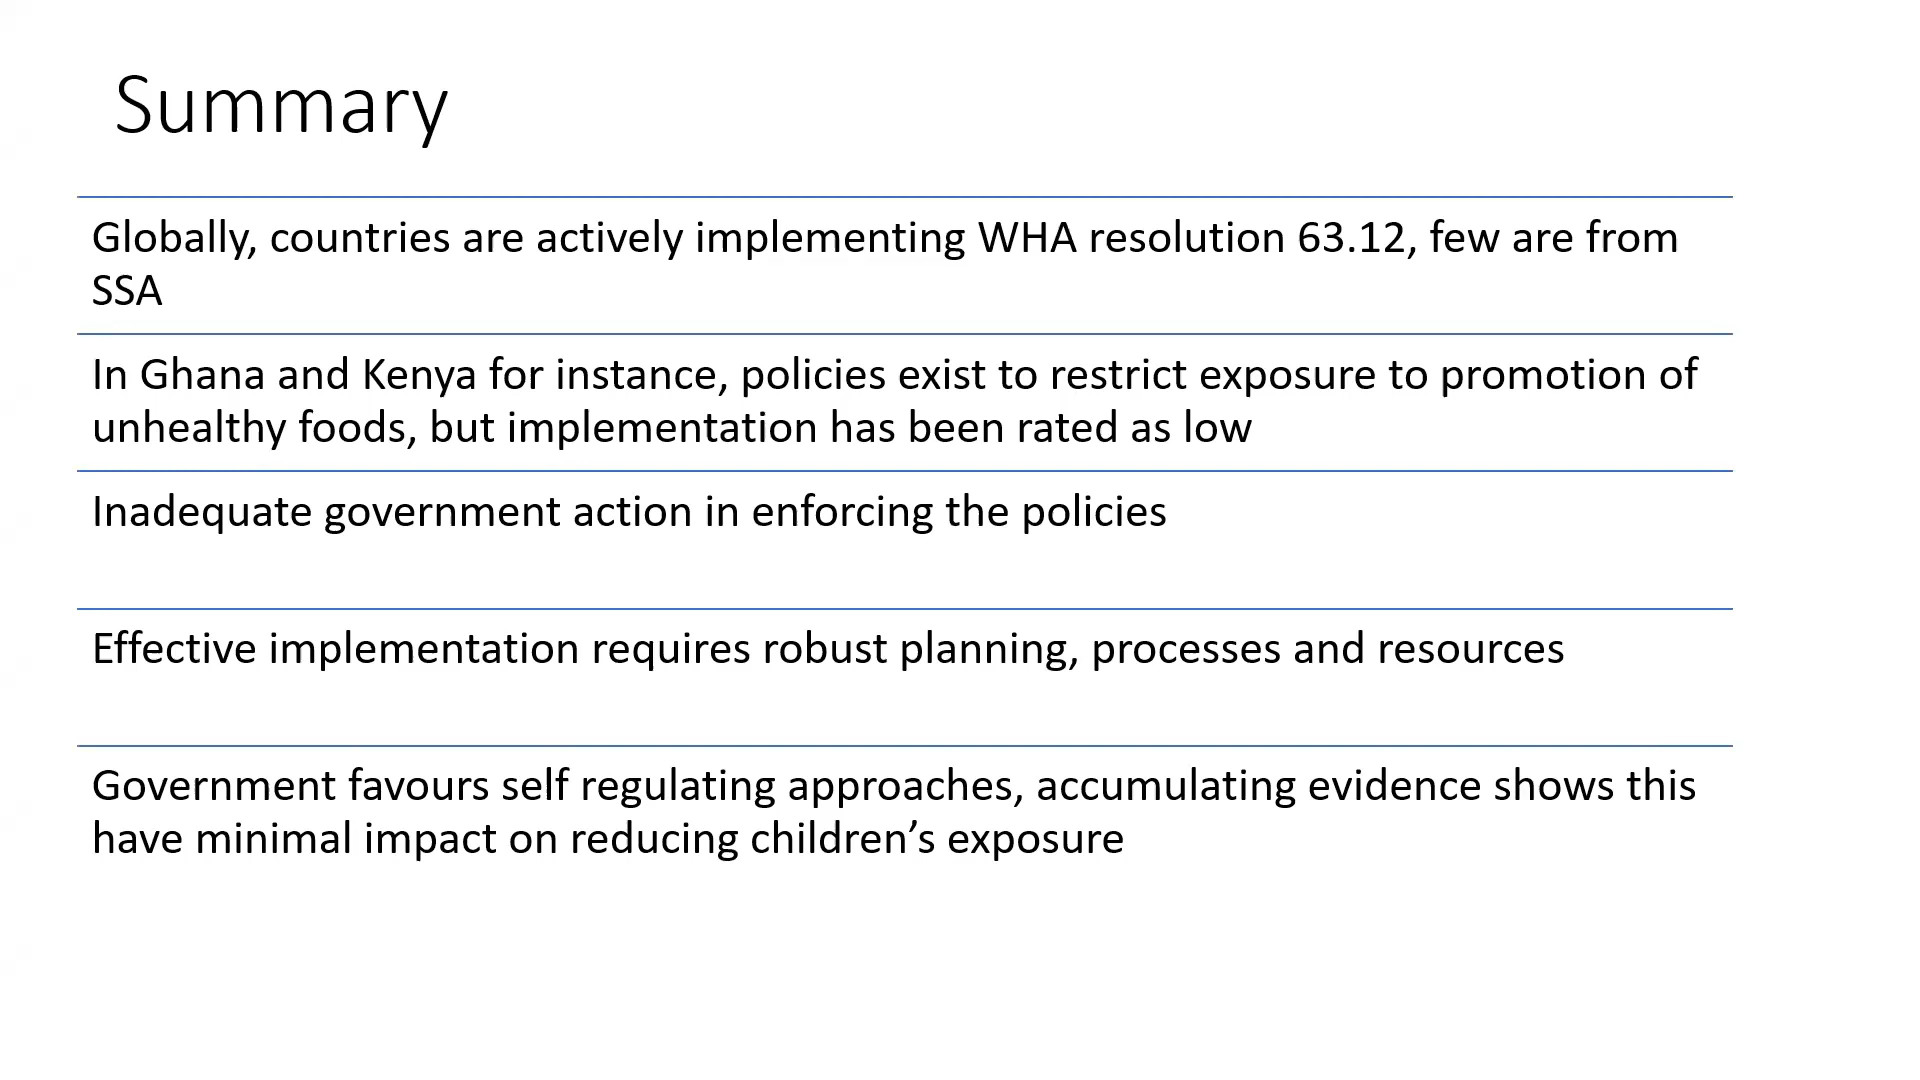 Summary
Globally, countries are actively implementing WHA resolution 63.12, few are from
SSA
In Ghana and Kenya for instance, policies exist to restrict exposure to promotion of
unhealthy foods, but implementation has been rated as low
Inadequate government action in enforcing the policies
Effective implementation requires robust planning, processes and resources
Government favours self regulating approaches, accumulating evidence shows this
have minimal impact on reducing children’s exposure